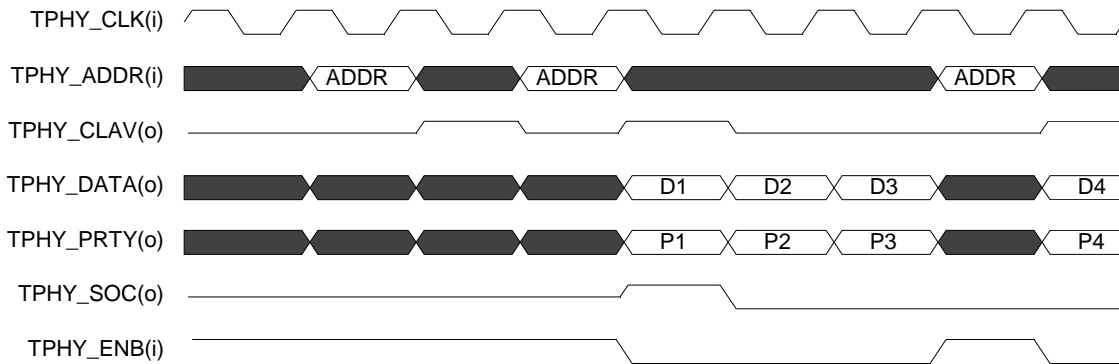 TPHY_CLK(i)
TPHY_ADDR(i) ADDR ADDR ADDR
TPHY_CLAV(o)
TPHY_DATA(o) D1 D2 D3 D4
TPHY_PRTY(o) P1 P2 P3 P4
TPHY_SOC(o)
TPHY_ENB(i)